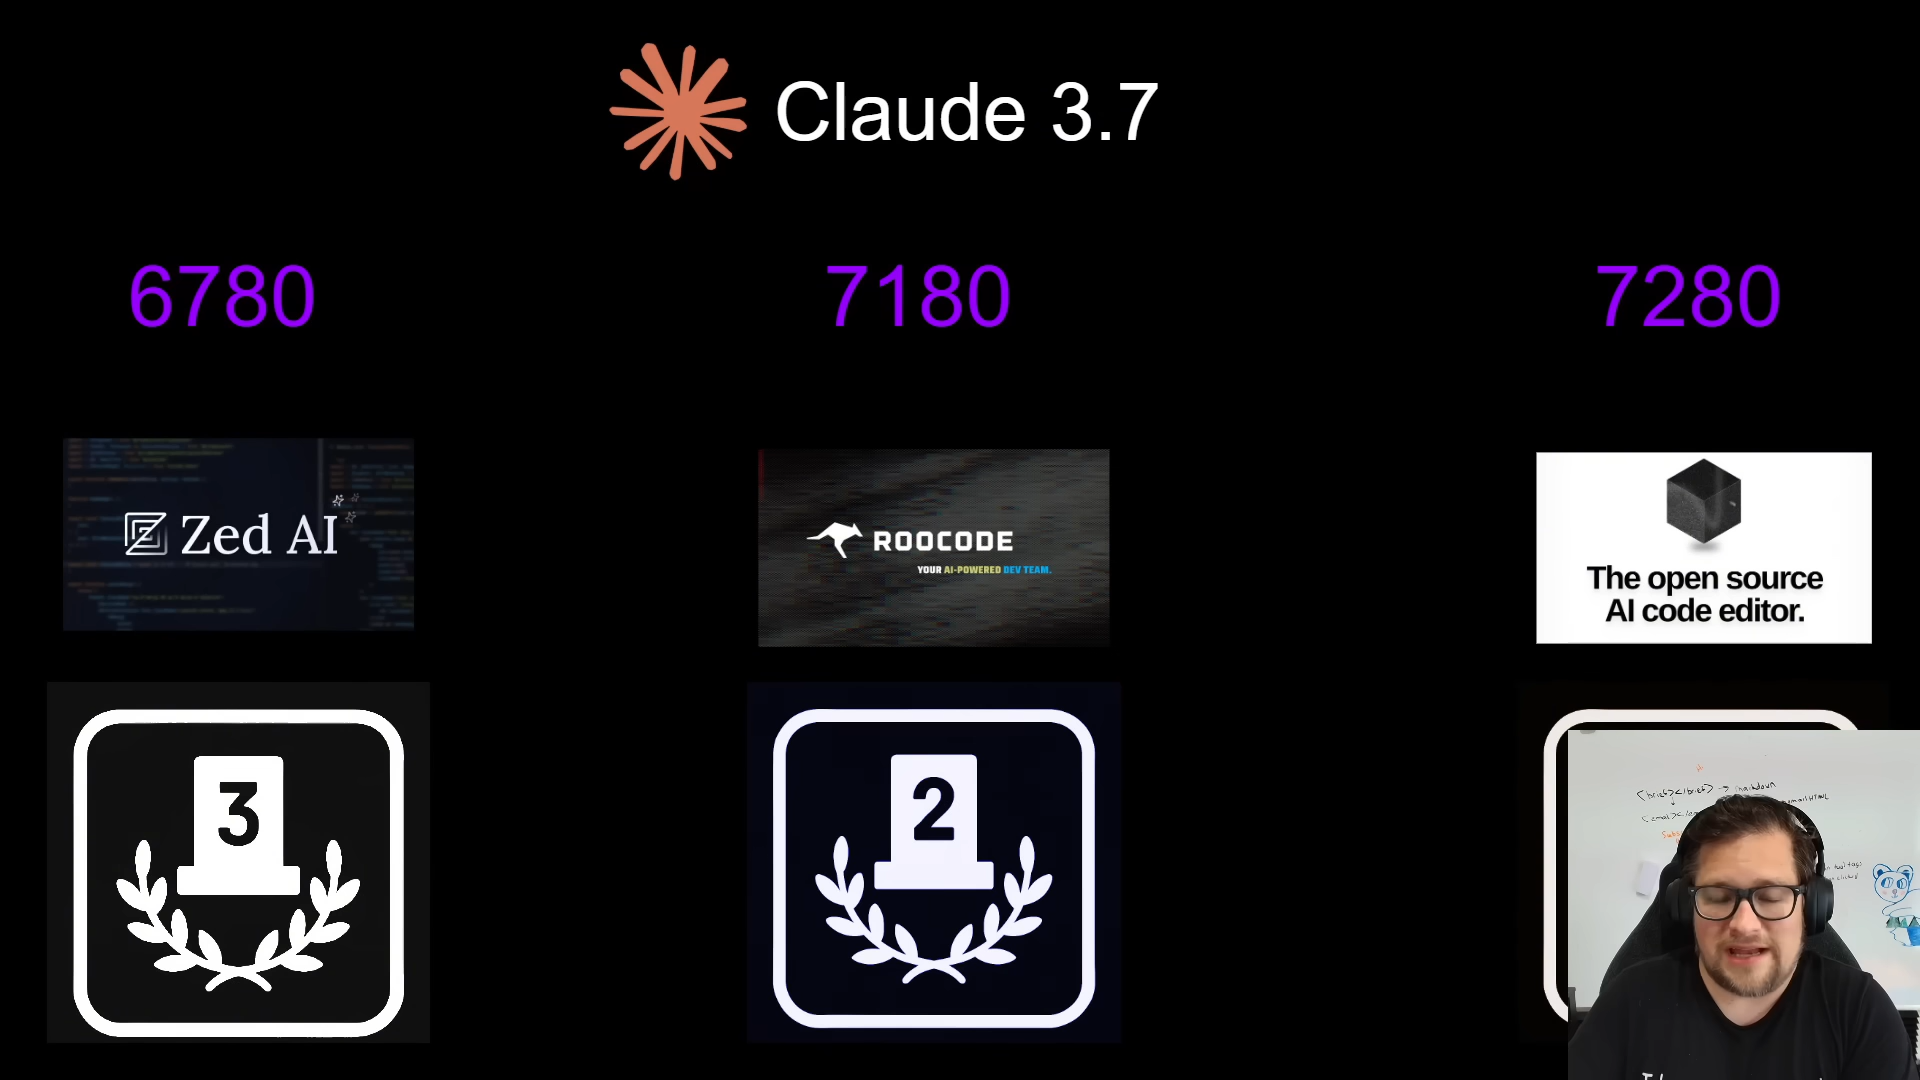 Claude 3.7
6780
7180
7280
Zed AI
ROOCODE
YOUR AI-POWERED DEV TEAM.
The open source
AI code editor.
3
2